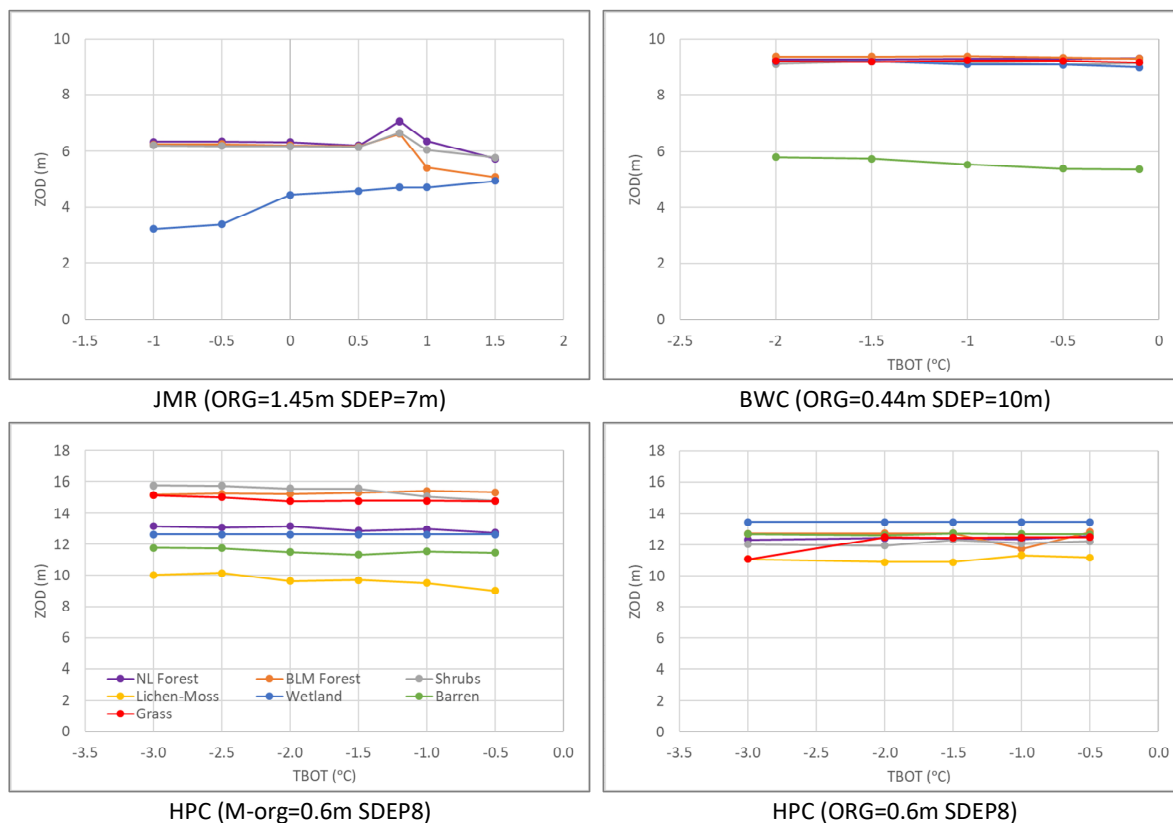 10
8
6
4
2
0
ZOD (m)
-1.5 -1 -0.5 0 0.5 1 1.5 2
JMR (ORG=1.45m SDEP=7m)
10
8
6
4
2
0
ZOD(m)
-2.5 -2 -1.5 -1 -0.5 0
TBOT (°C)
BWC (ORG=0.44m SDEP=10m)
18
16
14
12
10
8
6
4
2
0
ZOD (m)
NL Forest BLM Forest Shrubs
Lichen-Moss Wetland Barren
Grass
-3.5 -3.0 -2.5 -2.0 -1.5 -1.0 -0.5 0.0
TBOT (°C)
HPC (M-org=0.6m SDEP8)
18
16
14
12
10
8
6
4
2
0
ZOD (m)
-3.5 -3.0 -2.5 -2.0 -1.5 -1.0 -0.5 0.0
TBOT (°C)
HPC (ORG=0.6m SDEP8)